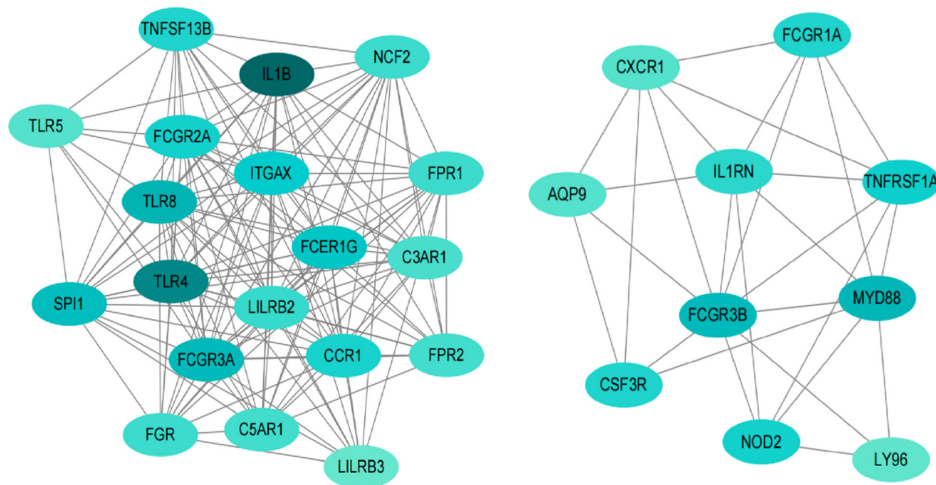 TNFSF13B
IL1B
NCF2
TLR5
FCGR2A
ITGAX
FPR1
TLR8
FCER1G
C3AR1
TLR4
SPI1
LILRB2
FCGR3A
CCR1
FPR2
FGR
C5AR1
LILRB3
FCGR1A
CXCR1
IL1RN
TNFRSF1A
AQP9
MYD88
FCGR3B
CSF3R
NOD2
LY96